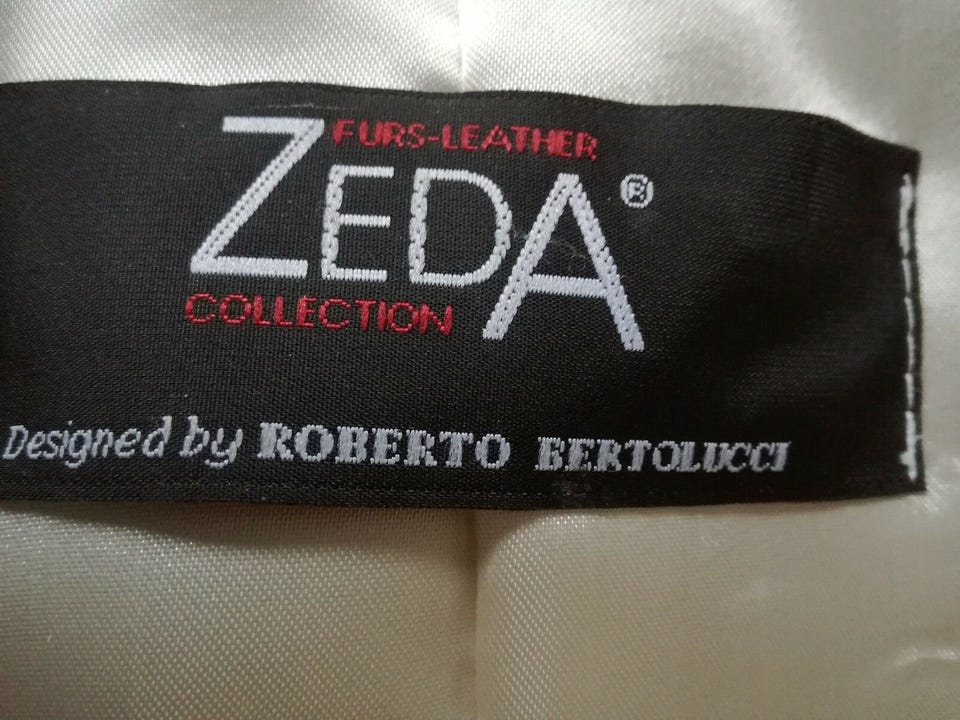 FURS-LEATHER
ZEDA®
COLLECTION
Designed by ROBERTO BERTOLUCCI